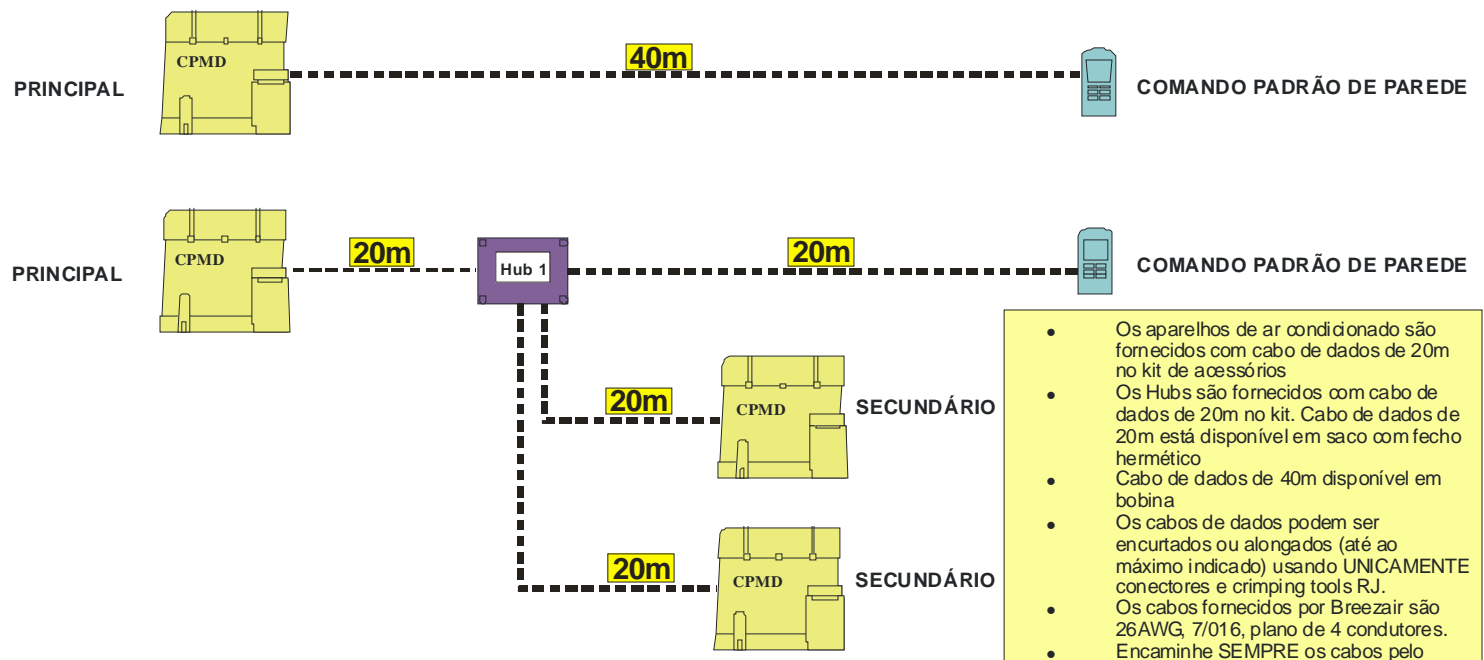 CPMD
40m
PRINCIPAL
COMANDO PADRÃO DE PAREDE
CPMD
20m
Hub 1
20m
PRINCIPAL
COMANDO PADRÃO DE PAREDE
20m
CPMD
SECUNDÁRIO
20m
CPMD
SECUNDÁRIO
• Os aparelhos de ar condicionado são
fornecidos com cabo de dados de 20m
no kit de acessórios
• Os Hubs são fornecidos com cabo de
dados de 20m no kit. Cabo de dados de
20m está disponível em saco com fecho
hermético
• Cabo de dados de 40m disponível em
bobina
• Os cabos de dados podem ser
encurtados ou alongados (até ao
máximo indicado) usando UNICAMENTE
conectores e crimping tools RJ.
• Os cabos fornecidos por Breezair são
26AWG, 7/016, plano de 4 condutores.
• Encaminhe SEMPRE os cabos pelo